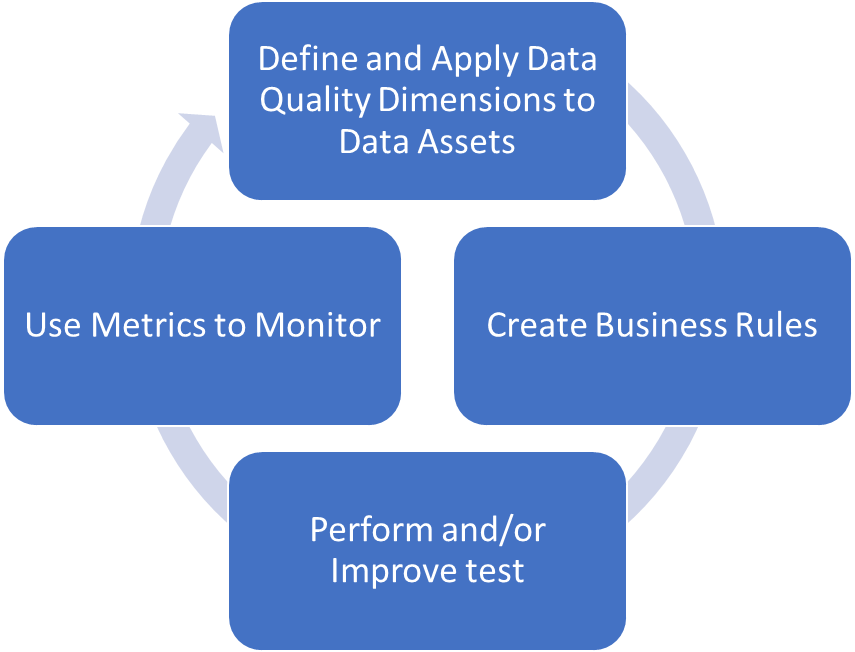 Define and Apply Data
Quality Dimensions to
Data Assets
Use Metrics to Monitor
Create Business Rules
Perform and/or
Improve test